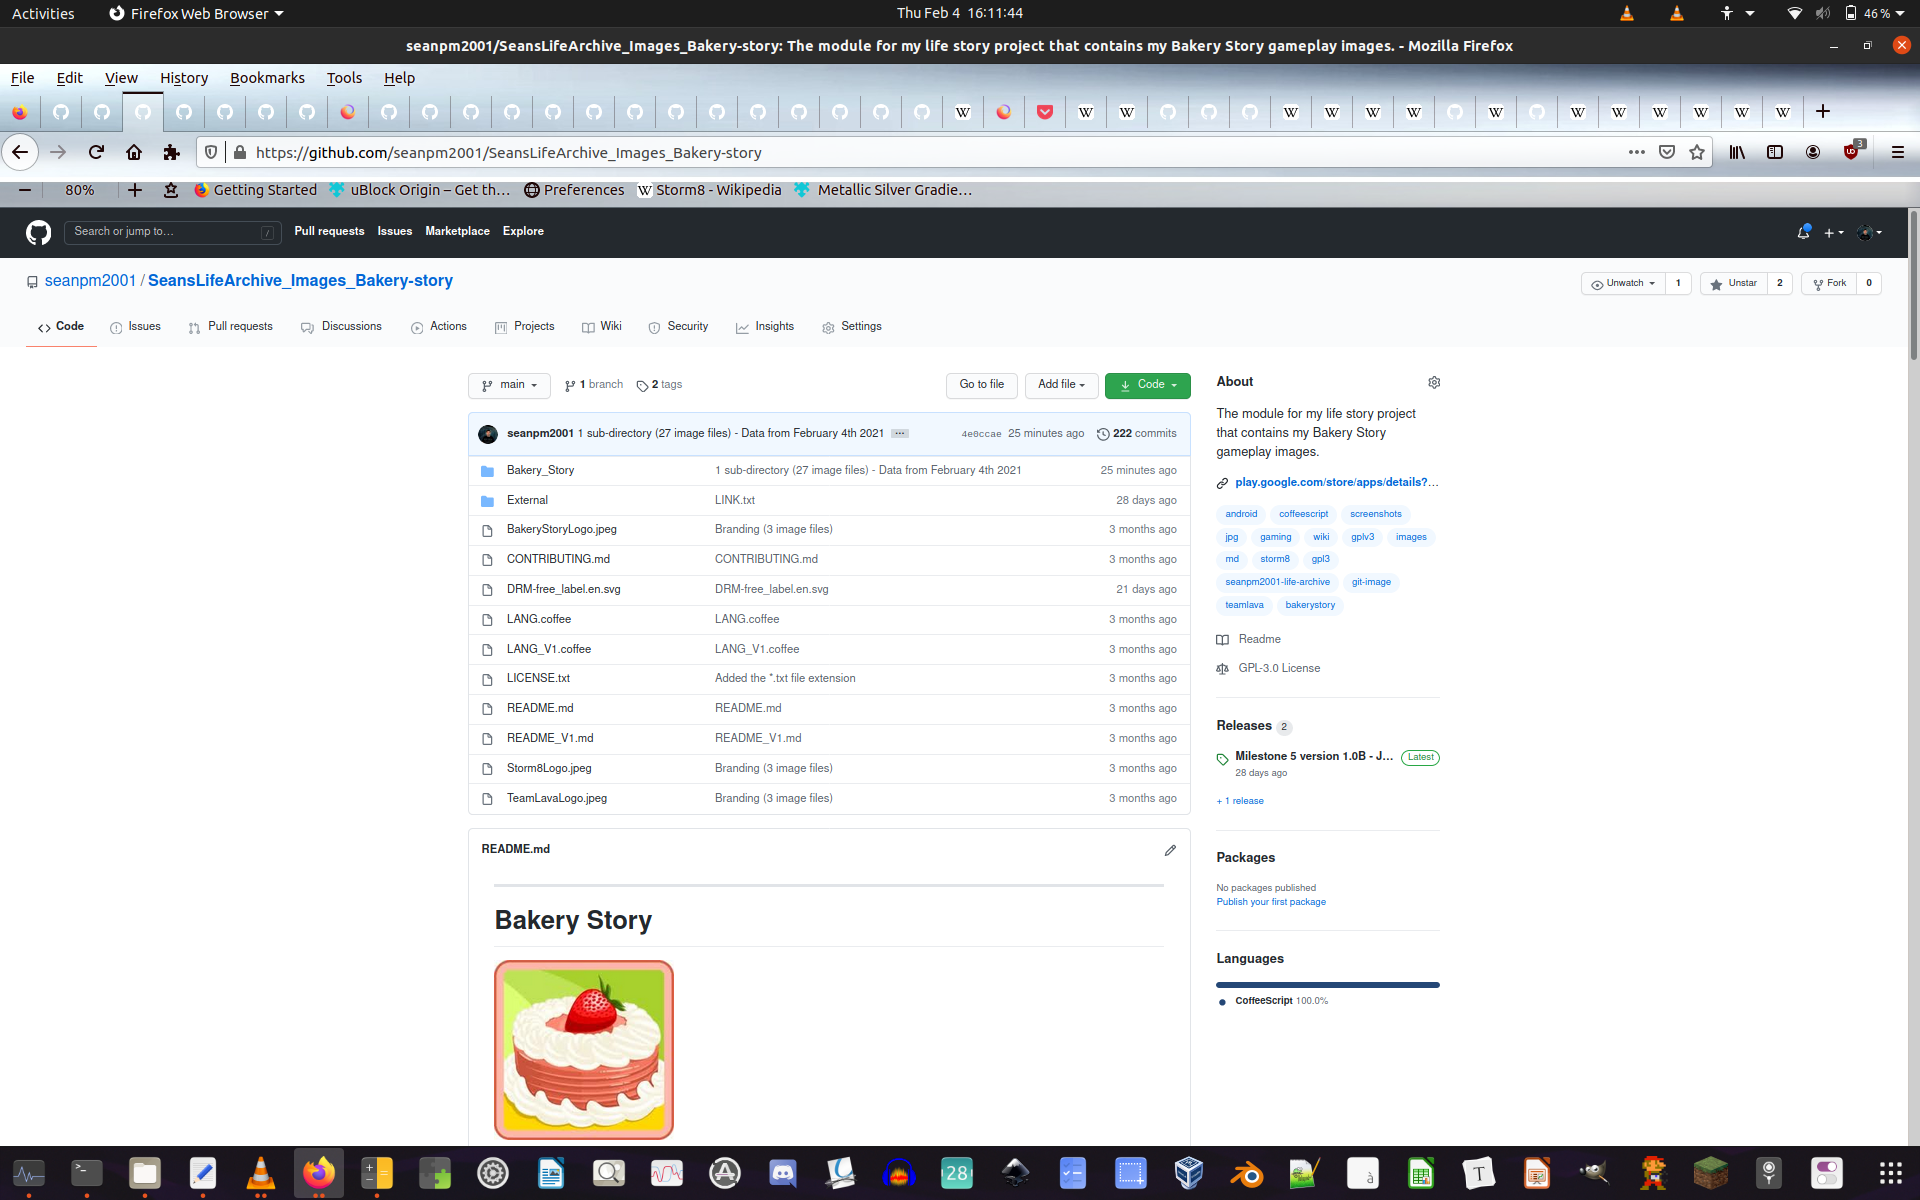 Activities Firefox Web Browser Thu Feb 4 16:11:44 46 %
seanpm2001/SeansLifeArchive_Images_Bakery-story: The module for my life story project that contains my Bakery Story gameplay images. - Mozilla Firefox
File Edit View History Bookmarks Tools Help
https://github.com/seanpm2001/SeansLifeArchive_Images_Bakery-story 3
80% Getting Started uBlock Origin – Get th… Preferences Storm8 - Wikipedia Metallic Silver Gradie…
Search or jump to… / Pull requests Issues Marketplace Explore
seanpm2001 / SeansLifeArchive_Images_Bakery-story Unwatch 1 Unstar 2 Fork 0
Code Issues Pull requests Discussions Actions Projects Wiki Security Insights Settings
main 1 branch 2 tags Go to file Add file Code
seanpm2001 1 sub-directory (27 image files) - Data from February 4th 2021 ... 4e0ccae 25 minutes ago 222 commits
Bakery_Story 1 sub-directory (27 image files) - Data from February 4th 2021 25 minutes ago
External LINK.txt 28 days ago
BakeryStoryLogo.jpeg Branding (3 image files) 3 months ago
CONTRIBUTING.md CONTRIBUTING.md 3 months ago
DRM-free_label.en.svg DRM-free_label.en.svg 21 days ago
LANG.coffee LANG.coffee 3 months ago
LANG_V1.coffee LANG_V1.coffee 3 months ago
LICENSE.txt Added the *.txt file extension 3 months ago
README.md README.md 3 months ago
README_V1.md README_V1.md 3 months ago
Storm8Logo.jpeg Branding (3 image files) 3 months ago
TeamLavaLogo.jpeg Branding (3 image files) 3 months ago
README.md
Bakery Story
About
The module for my life story project
that contains my Bakery Story
gameplay images.
play.google.com/store/apps/details?…
android coffeescript screenshots
jpg gaming wiki gplv3 images
md storm8 gpl3
seanpm2001-life-archive git-image
teamlava bakerystory
Readme
GPL-3.0 License
Releases 2
Milestone 5 version 1.0B - J… Latest
28 days ago
+ 1 release
Packages
No packages published
Publish your first package
Languages
CoffeeScript 100.0%
28